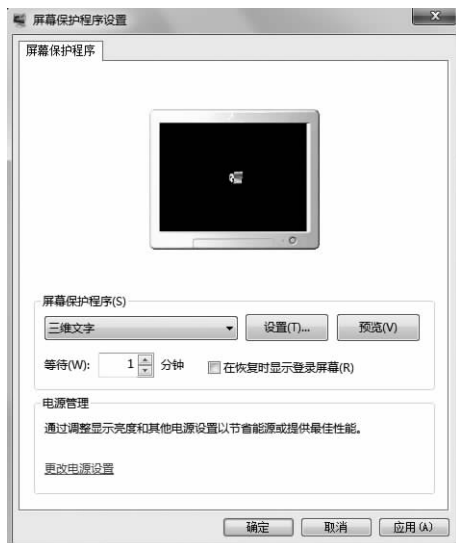 屏幕保护程序设置
屏幕保护程序
屏幕保护程序(S)
三维文字 设置(T)... 预览(V)
等待(W): 1 分钟 在恢复时显示登录屏幕(R)
电源管理
通过调整显示亮度和其他电源设置以节省能源或提供最佳性能。
更改电源设置
确定 取消 应用(A)